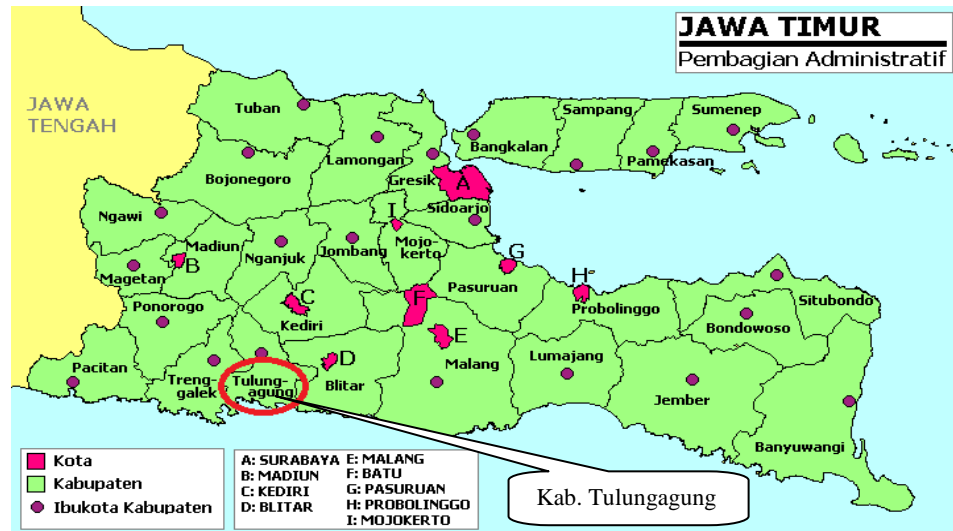 JAWA TIMUR
Pembagian Administratif
JAWA
TENGAH
Tuban
Lamongan
Bojonegoro
Gresik
A
Sidoarjo
Bangkalan
Sampang
Pamekasan
Sumenep
Ngawi
Madiun
B
Magetan
Nganjuk
Jombang
I
Mojo-
kerto
G
Pasuruan
H
Probolinggo
Situbondo
Bondowoso
Ponorogo
C
Kediri
F
E
Malang
Lumajang
Jember
Banyuwangi
Pacitan
Treng-
galek
Tulung-
agung
D
Blitar
Kota
Kabupaten
Ibukota Kabupaten
A: SURABAYA
B: MADIUN
C: KEDIRI
D: BLITAR
E: MALANG
F: BATU
G: PASURUAN
H: PROBOLINGGO
I: MOJOKERTO
Kab. Tulungagung